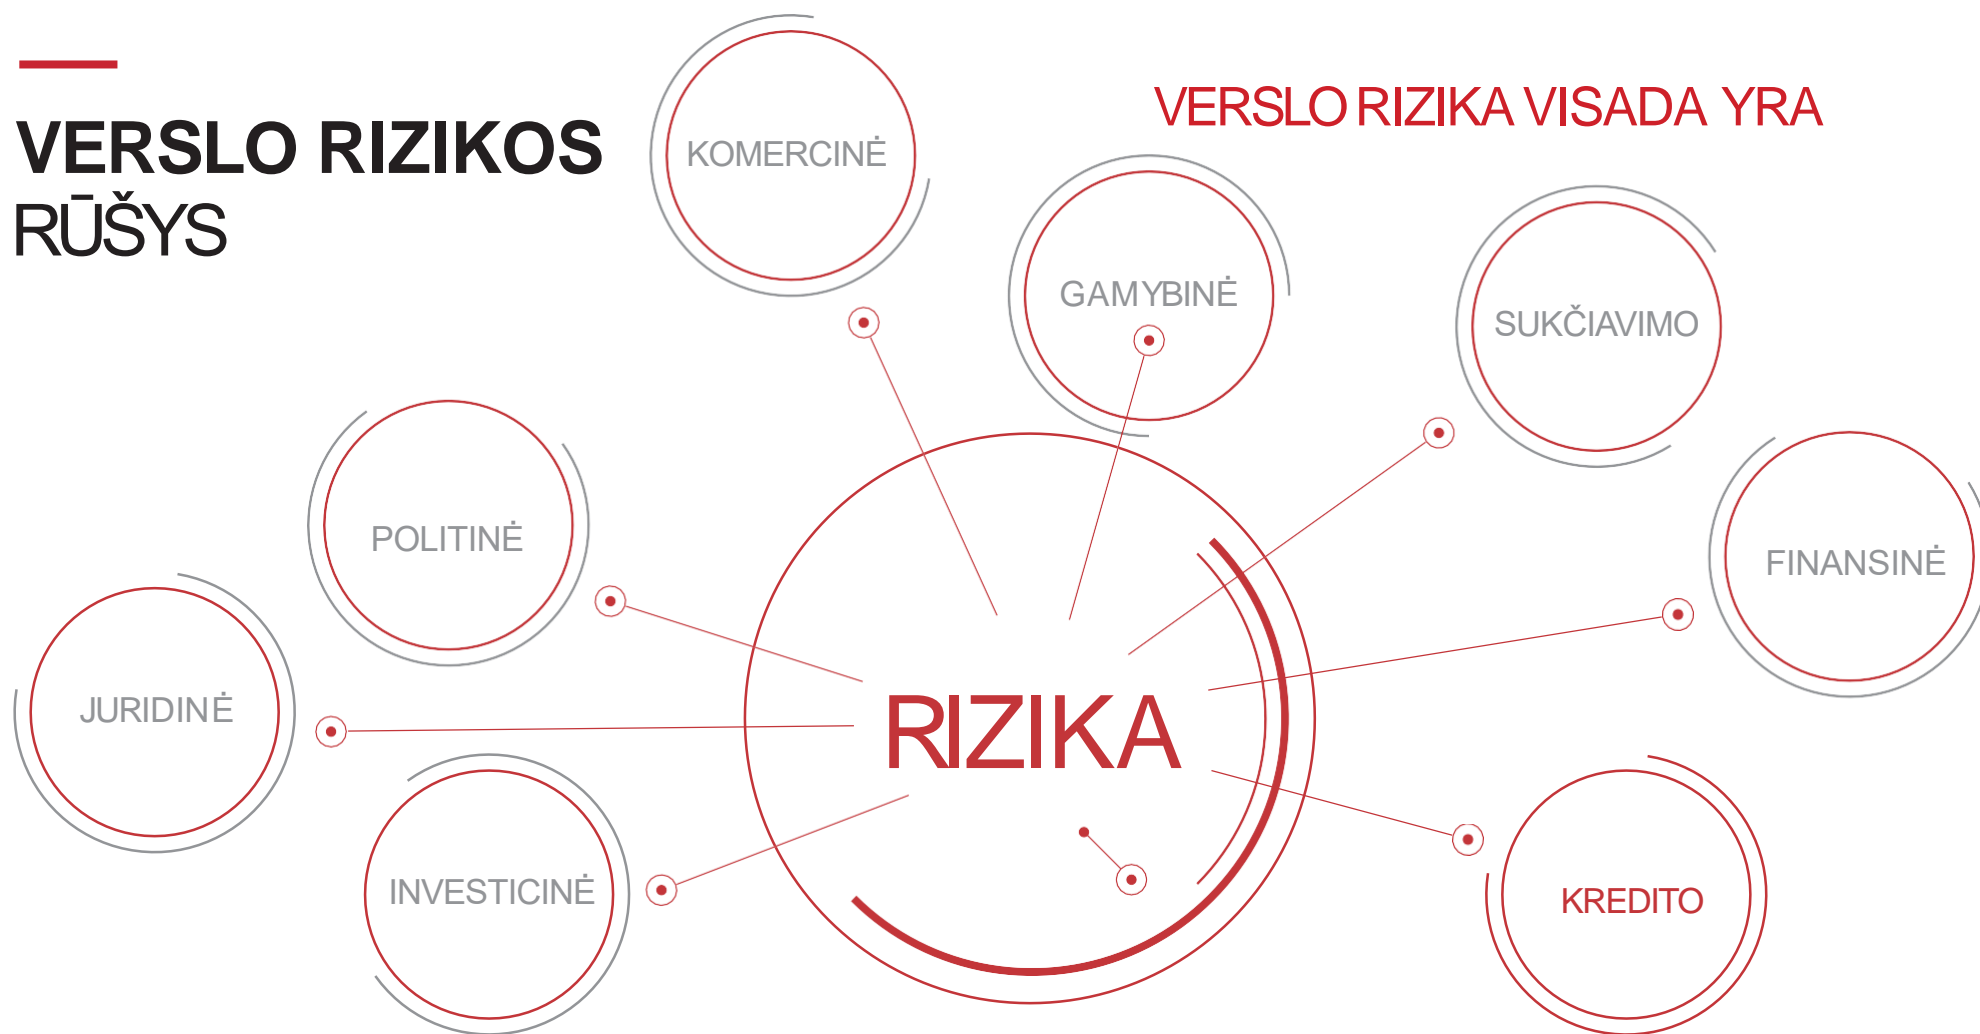 VERSLO RIZIKOS
RŪŠYS
VERSLO RIZIKA VISADA YRA
KOMERCINĖ
GAMYBINĖ
SUKČIAVIMO
POLITINĖ
FINANSINĖ
JURIDINĖ
RIZIKA
INVESTICINĖ
KREDITO